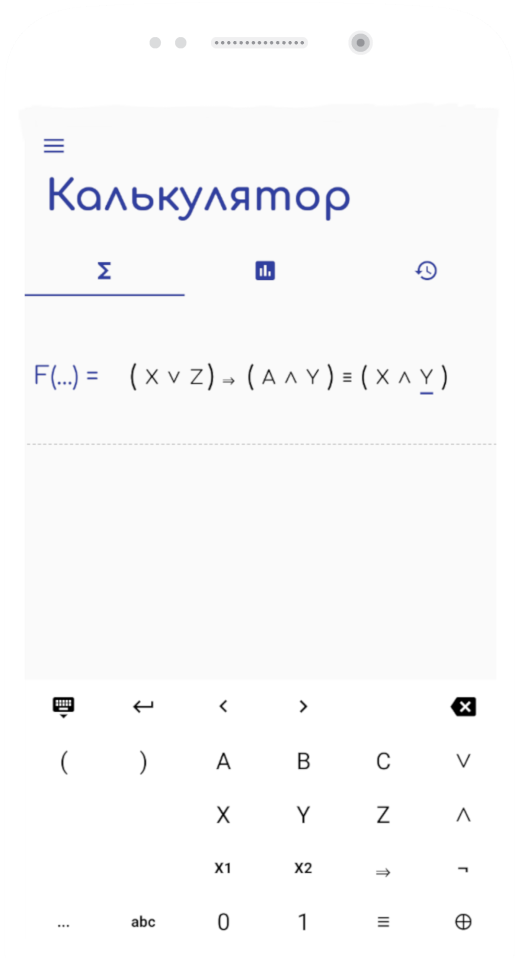 Калькулятор
Σ
F(...) = ( X ∨ Z ) ⇒ ( A ∧ Y ) ≡ ( X ∧ Y )
( ) A B C ∨
X Y Z ∧
X1 X2 ⇒ ¬
... abc 0 1 ≡ ⊕